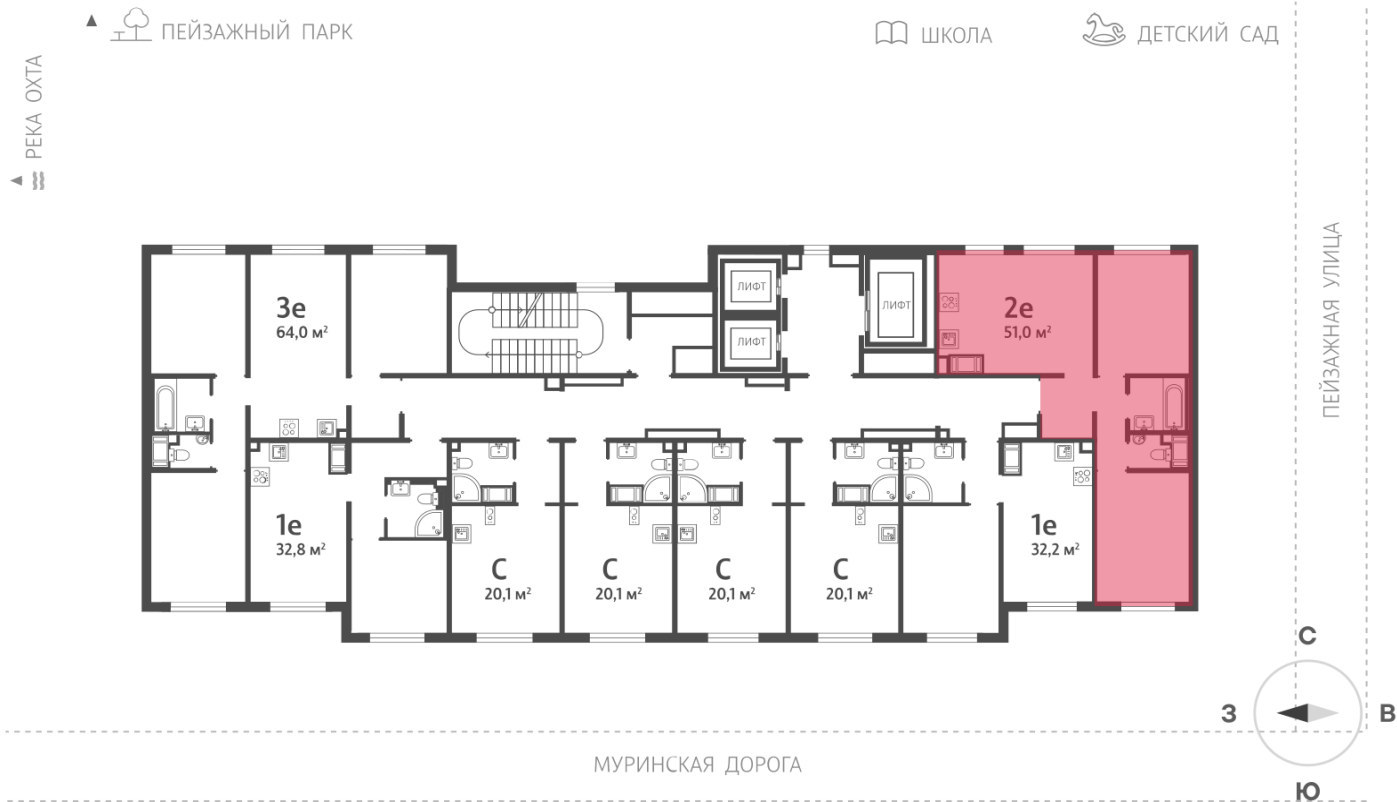 ПЕЙЗАЖНЫЙ ПАРК
ШКОЛА
ДЕТСКИЙ САД
РЕКА ОХТА
ПЕЙЗАЖНАЯ УЛИЦА
3е
64,0 м²
ЛИФТ
ЛИФТ
ЛИФТ
2е
51,0 м²
1е
32,8 м²
С
20,1 м²
С
20,1 м²
С
20,1 м²
С
20,1 м²
1е
32,2 м²
С
З
В
Ю
МУРИНСКАЯ ДОРОГА